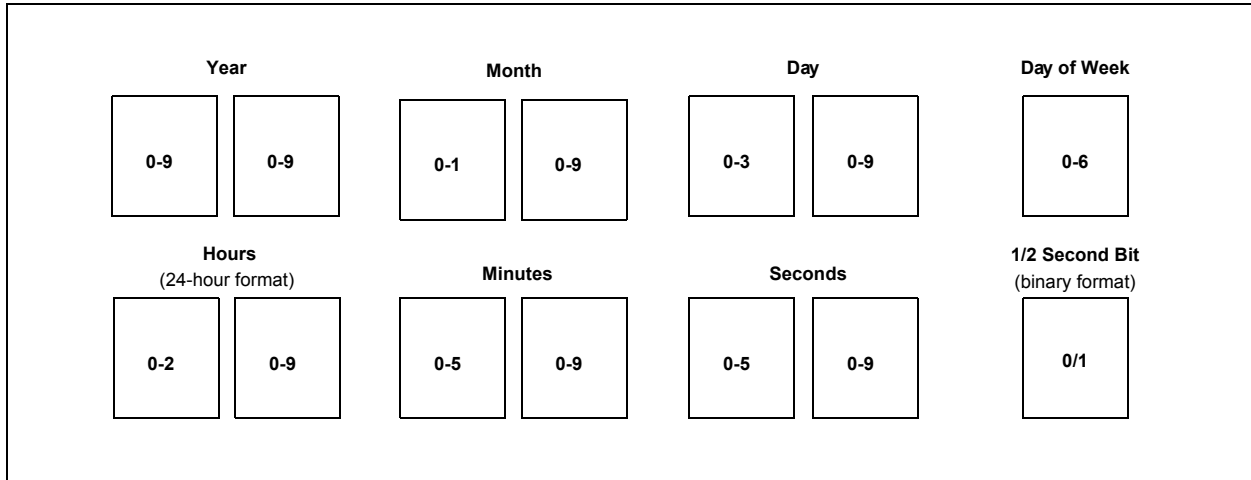 Year
Month
Day
Day of Week
0-9
0-9
0-1
0-9
0-3
0-9
0-6
Hours
(24-hour format)
Minutes
Seconds
1/2 Second Bit
(binary format)
0-2
0-9
0-5
0-9
0-5
0-9
0/1